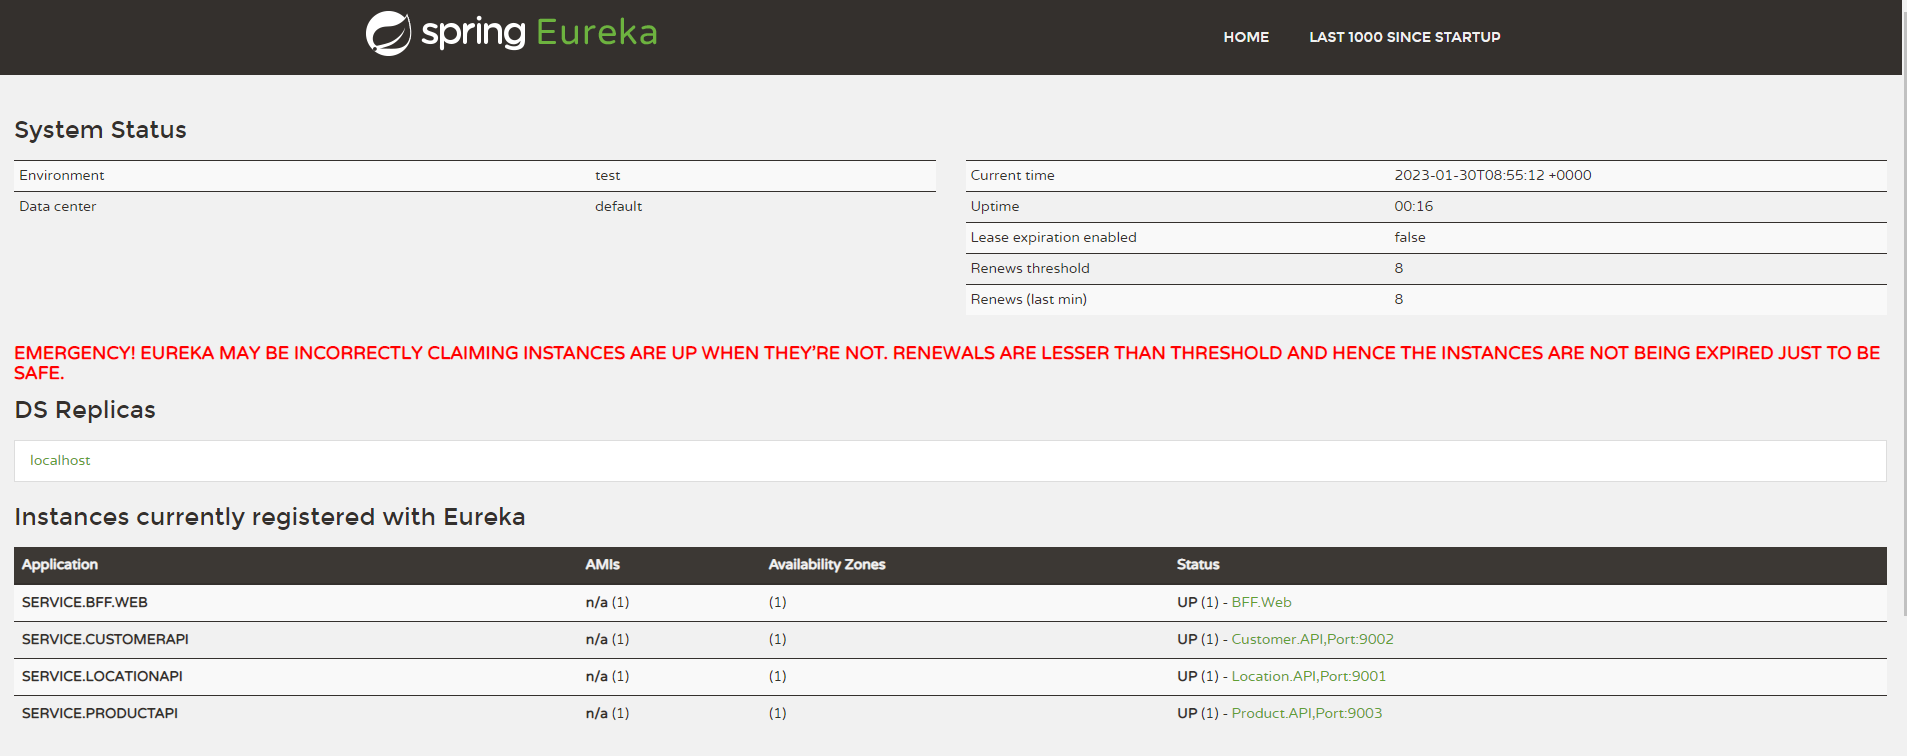 spring Eureka
HOME LAST 1000 SINCE STARTUP
System Status
Environment test
Data center default
Current time 2023-01-30T08:55:12 +0000
Uptime 00:16
Lease expiration enabled false
Renews threshold 8
Renews (last min) 8
EMERGENCY! EUREKA MAY BE INCORRECTLY CLAIMING INSTANCES ARE UP WHEN THEY'RE NOT. RENEWALS ARE LESSER THAN THRESHOLD AND HENCE THE INSTANCES ARE NOT BEING EXPIRED JUST TO BE
SAFE.
DS Replicas
localhost
Instances currently registered with Eureka
Application AMIs Availability Zones Status
SERVICE.BFF.WEB n/a (1) (1) UP (1) - BFF.Web
SERVICE.CUSTOMERAPI n/a (1) (1) UP (1) - Customer.API,Port:9002
SERVICE.LOCATIONAPI n/a (1) (1) UP (1) - Location.API,Port:9001
SERVICE.PRODUCTAPI n/a (1) (1) UP (1) - Product.API,Port:9003